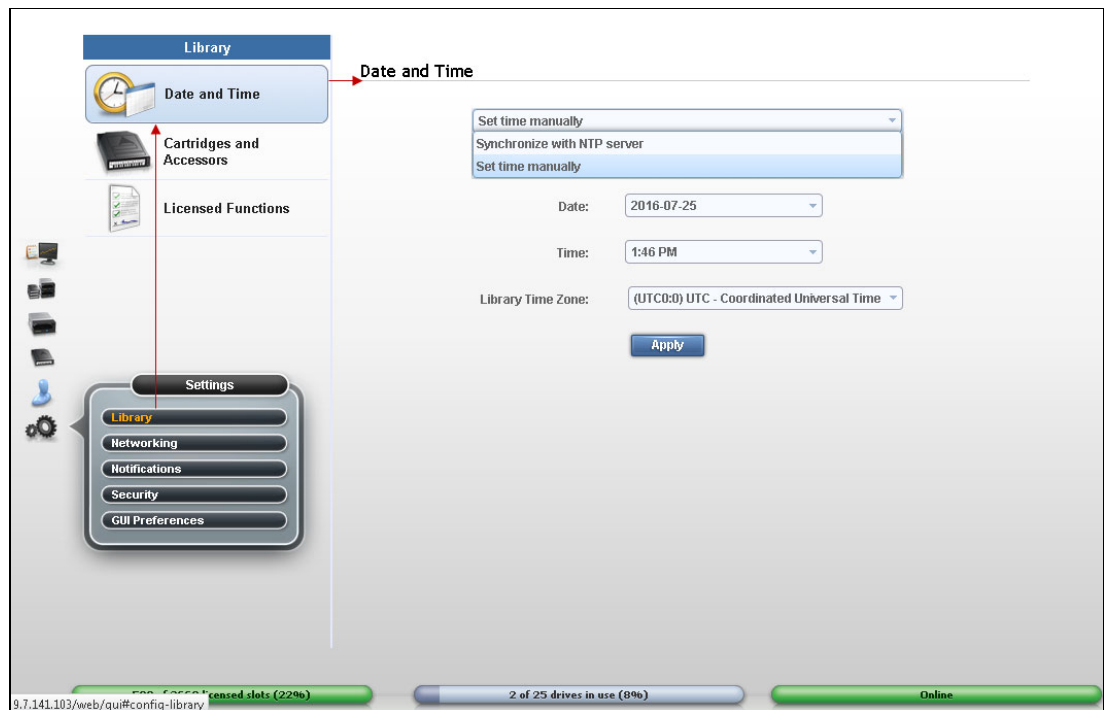 Library
Date and Time
Cartridges and
Accessors
Licensed Functions
Date and Time
Set time manually
Synchronize with NTP server
Set time manually
Date:
2016-07-25
Time:
1:46 PM
Library Time Zone:
(UTC0:0) UTC - Coordinated Universal Time
Apply
Settings
Library
Networking
Notifications
Security
GUI Preferences
licensed slots (22%)
2 of 25 drives in use (8%)
Online
9.7.141.103/web/gui#config-library